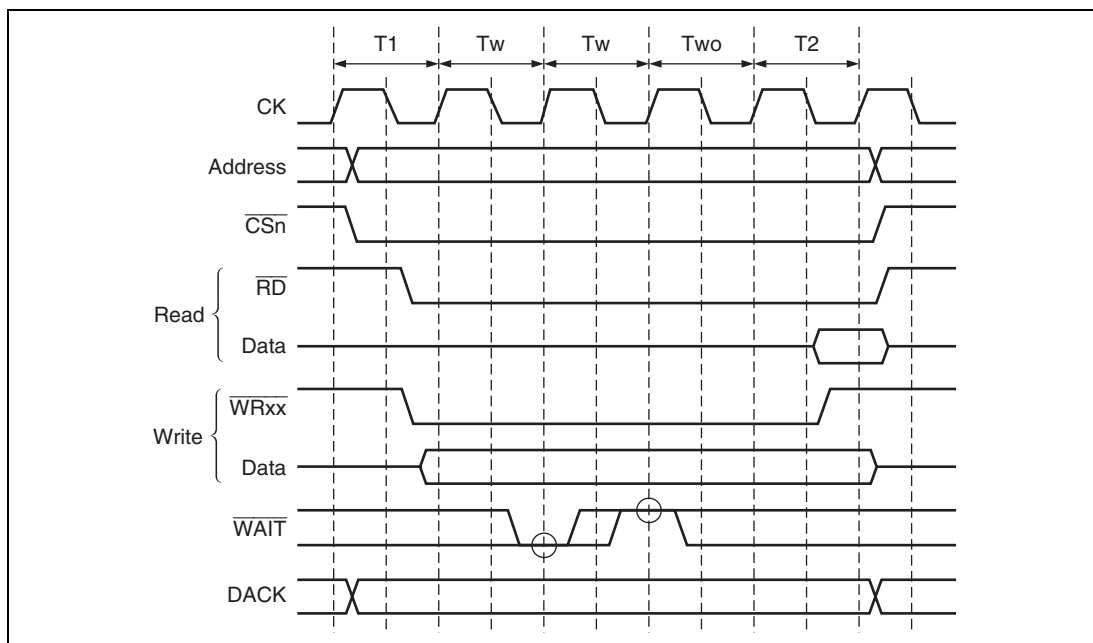 T1 Tw Tw Two T2
CK
Address
CSn
RD
Read
Data
WRxx
Write
Data
WAIT
DACK